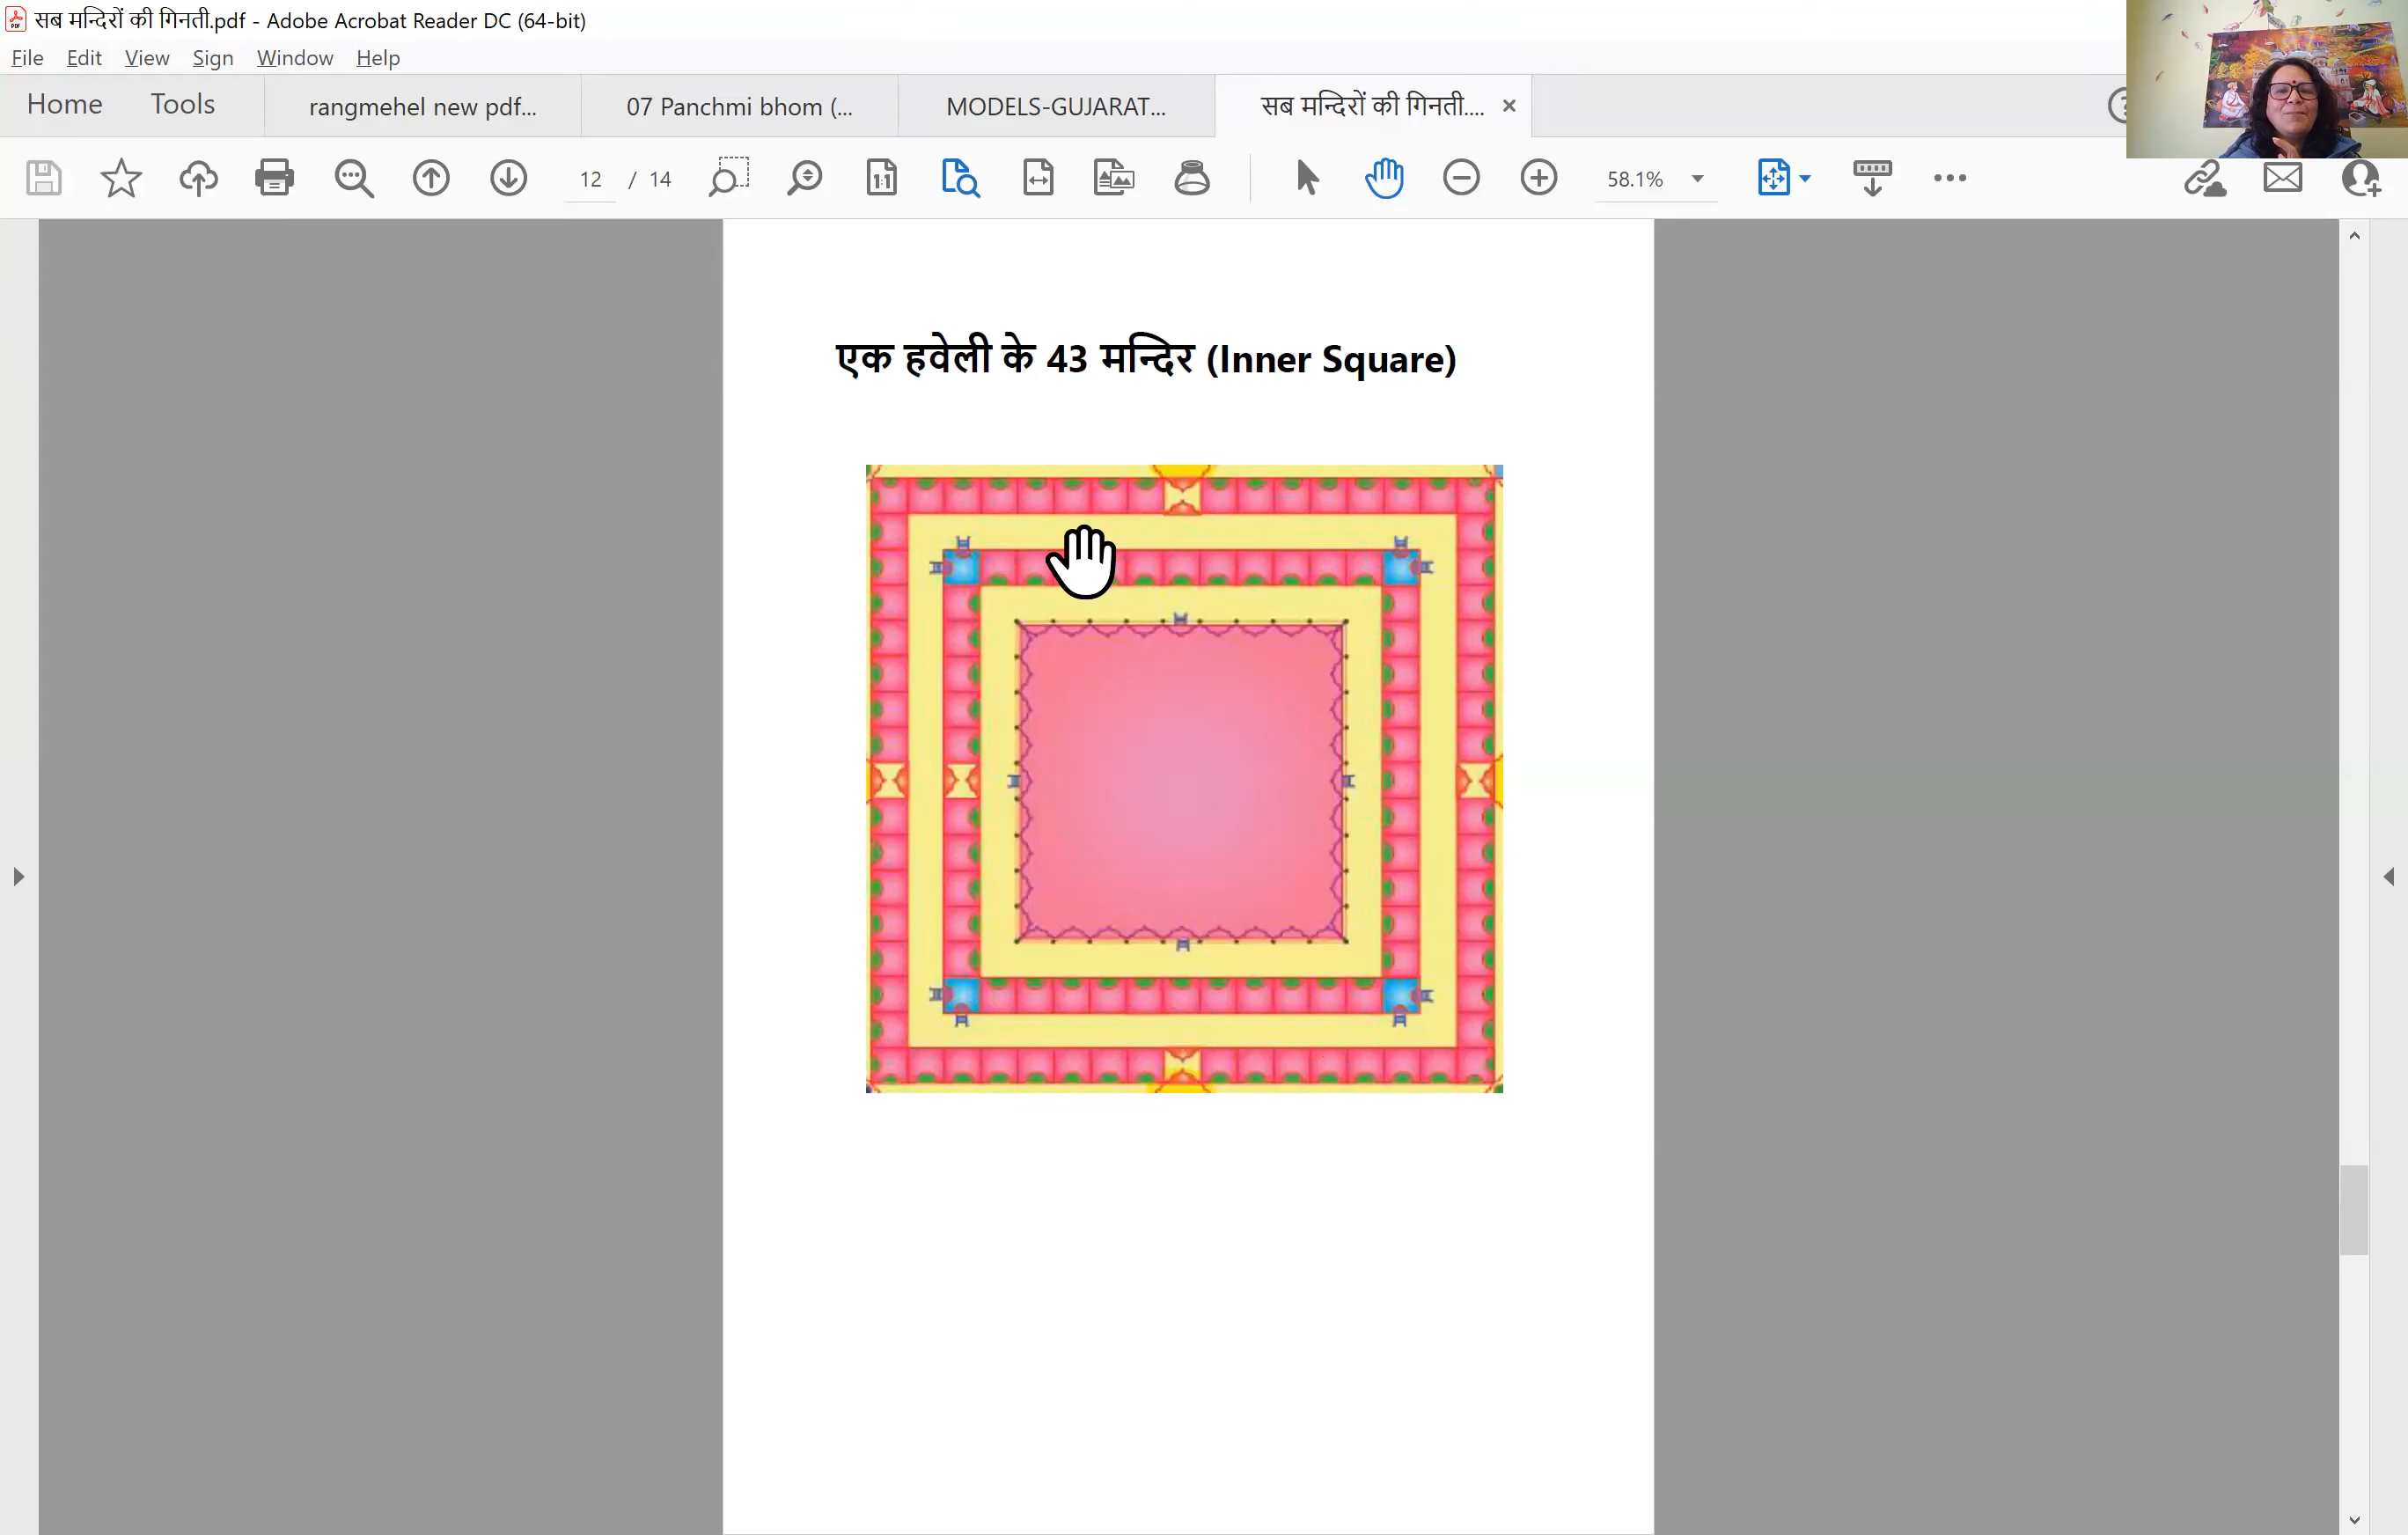 सब मन्दिरों की गिनती.pdf - Adobe Acrobat Reader DC (64-bit)
File Edit View Sign Window Help
Home Tools rangmehel new pdf... 07 Panchmi bhom (... MODELS-GUJARAT... सब मन्दिरों की गिनती....
12 / 14 58.1%
एक हवेली के 43 मन्दिर (Inner Square)